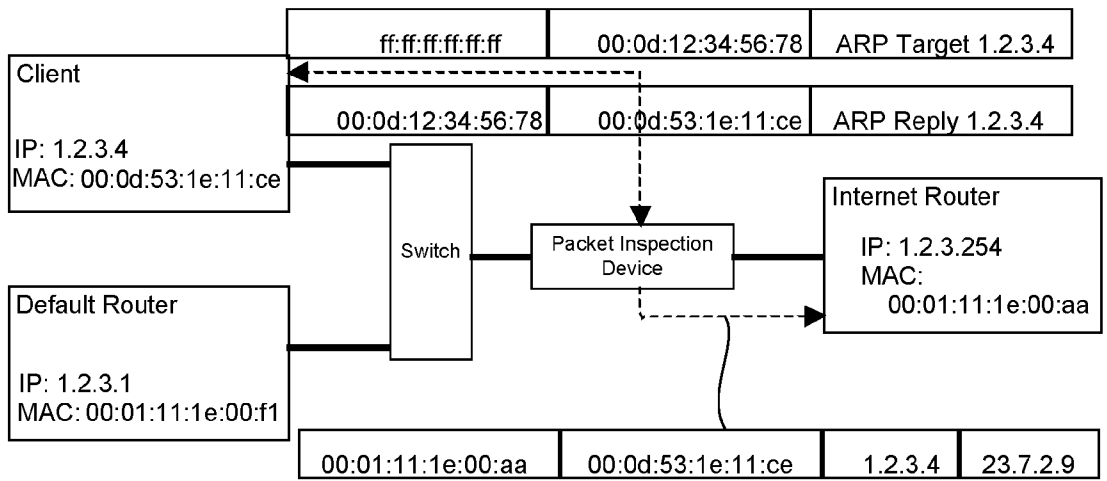 ff:ff:ff:ff:ff:ff 00:0d:12:34:56:78 ARP Target 1.2.3.4
Client
00:0d:12:34:56:78 00:0d:53:1e:11:ce ARP Reply 1.2.3.4
IP: 1.2.3.4
MAC: 00:0d:53:1e:11:ce
Switch
Packet Inspection
Device
Internet Router
IP: 1.2.3.254
MAC:
00:01:11:1e:00:aa
Default Router
IP: 1.2.3.1
MAC: 00:01:11:1e:00:f1
00:01:11:1e:00:aa 00:0d:53:1e:11:ce 1.2.3.4 23.7.2.9